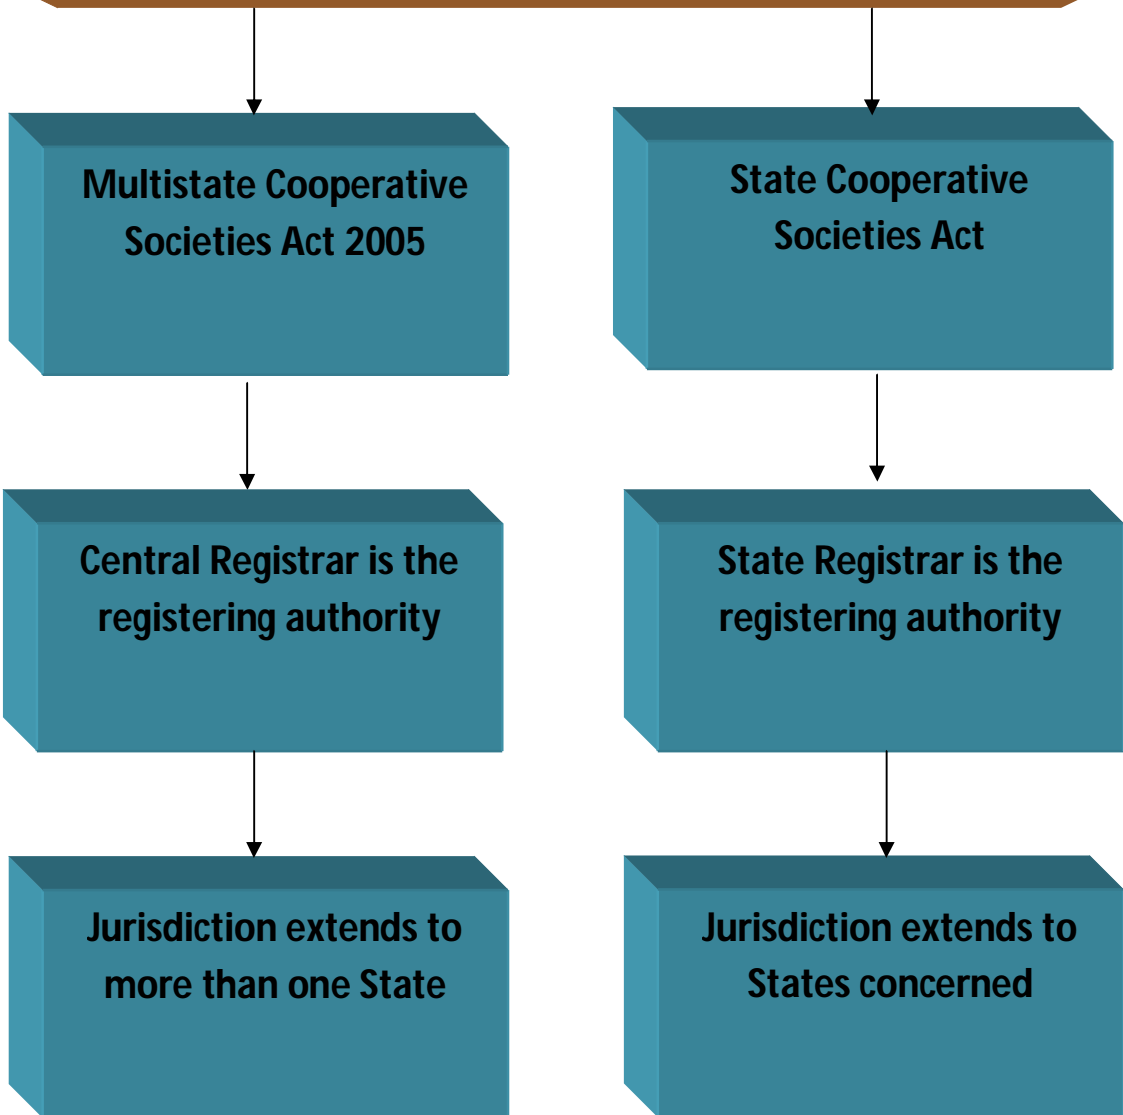 Multistate Cooperative
Societies Act 2005
State Cooperative
Societies Act
Central Registrar is the
registering authority
State Registrar is the
registering authority
Jurisdiction extends to
more than one State
Jurisdiction extends to
States concerned